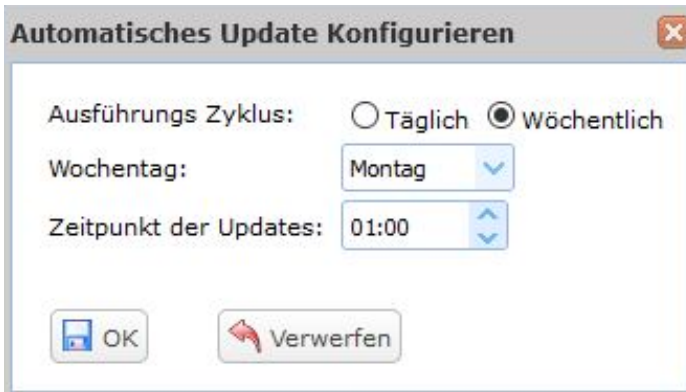 Automatisches Update Konfigurieren
Ausführungs Zyklus: Täglich Wöchentlich
Wochentag: Montag
Zeitpunkt der Updates: 01:00
OK Verwerfen